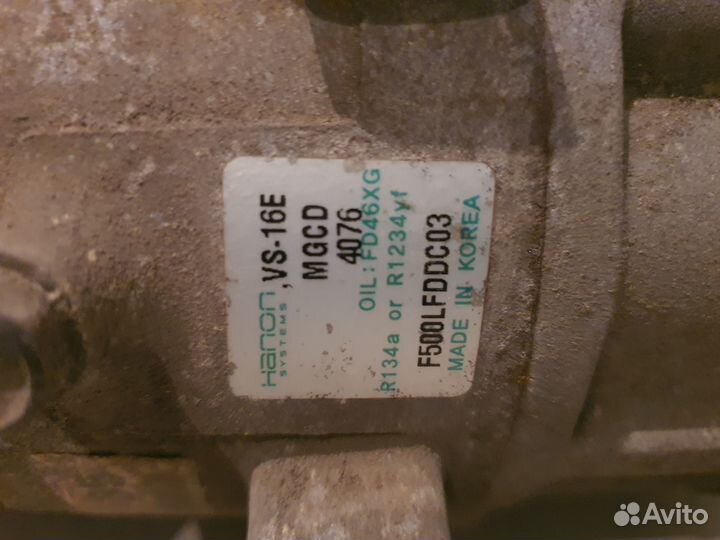 Hanon ,VS-16E
SYSTEMS
MGCD
4076
OIL: FD46XG
R134a or R1234yf
F500LFDDC03
MADE IN KOREA
Avito